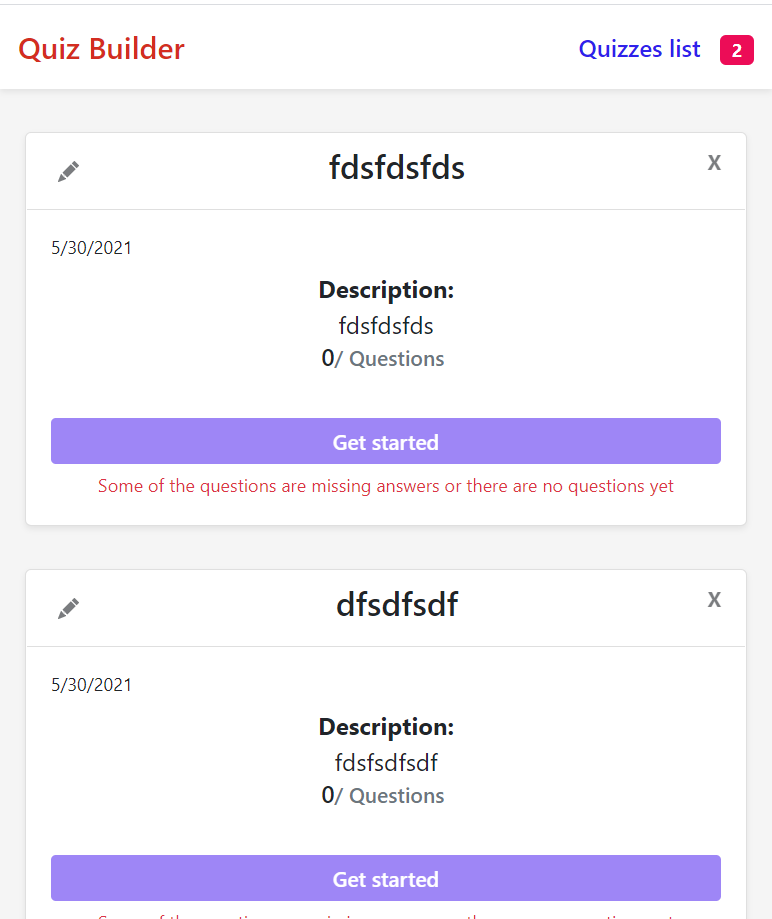 Quiz Builder
Quizzes list 2
fdsfdsfds X
5/30/2021
Description:
fdsfdsfds
0/ Questions
Get started
Some of the questions are missing answers or there are no questions yet
dfsdfsdf X
5/30/2021
Description:
fdsfsdfsdf
0/ Questions
Get started